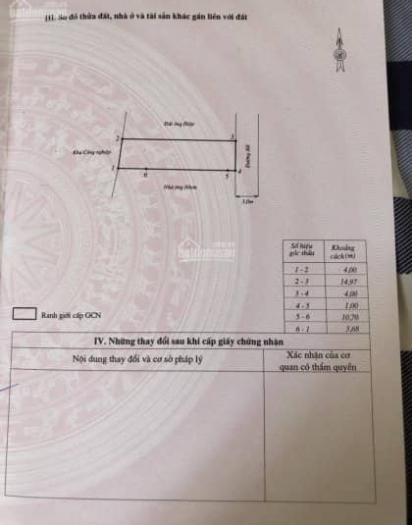 III. Sơ đồ thửa đất, nhà ở và tài sản khác gắn liền với đất
Đất ông Hiệp
2
3
Khu Công nghiệp
Đường đất
1
6
5
4
Nhà ông Nhơn
3.0m
Số hiệu góc thửa
Khoảng cách (m)
1 - 2 4,00
2 - 3 14,97
3 - 4 4,00
4 - 5 1,00
5 - 6 10,70
6 - 1 3,68
Ranh giới cấp GCN
IV. Những thay đổi sau khi cấp giấy chứng nhận
Nội dung thay đổi và cơ sở pháp lý
Xác nhận của cơ
quan có thẩm quyền